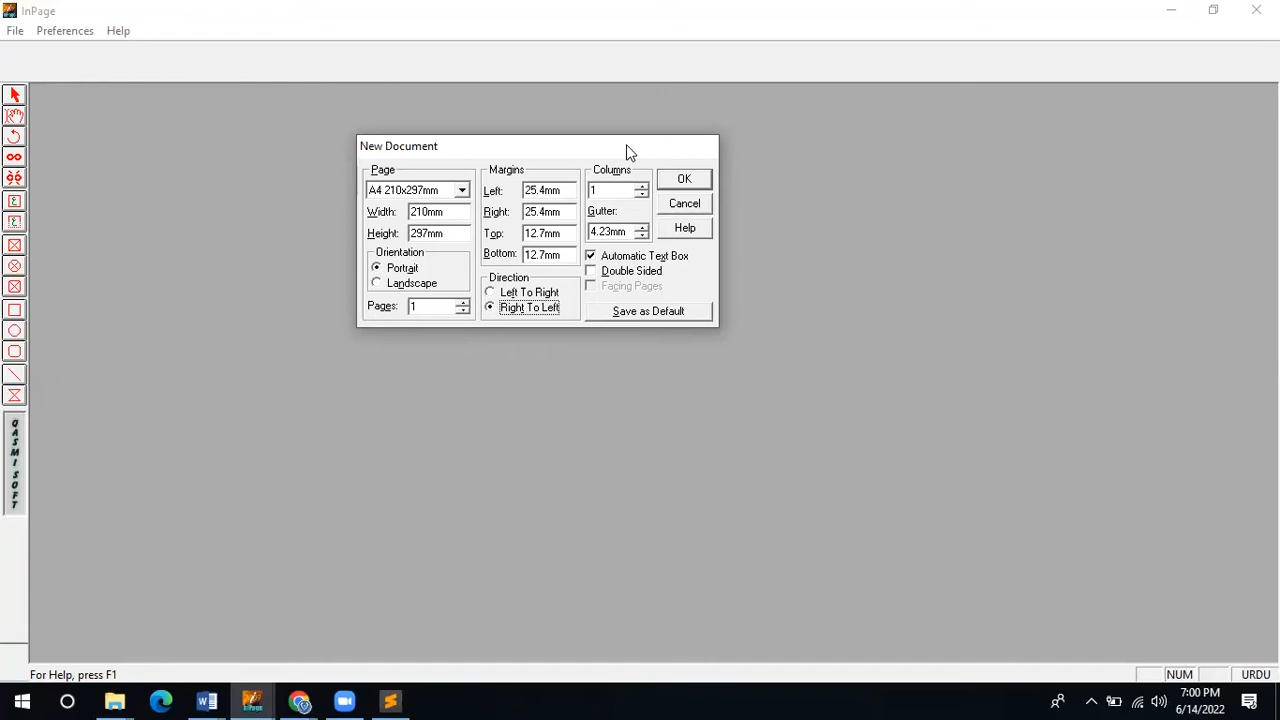 InPage
File Preferences Help
New Document
Page
A4 210x297mm
Width: 210mm
Height: 297mm
Orientation
Portrait
Landscape
Pages: 1
Margins
Left: 25.4mm
Right: 25.4mm
Top: 12.7mm
Bottom: 12.7mm
Direction
Left To Right
Right To Left
Columns
1
Gutter:
4.23mm
OK
Cancel
Help
Automatic Text Box
Double Sided
Facing Pages
Save as Default
QASMI SOFT
For Help, press F1
NUM
URDU
InPage
7:00 PM
6/14/2022